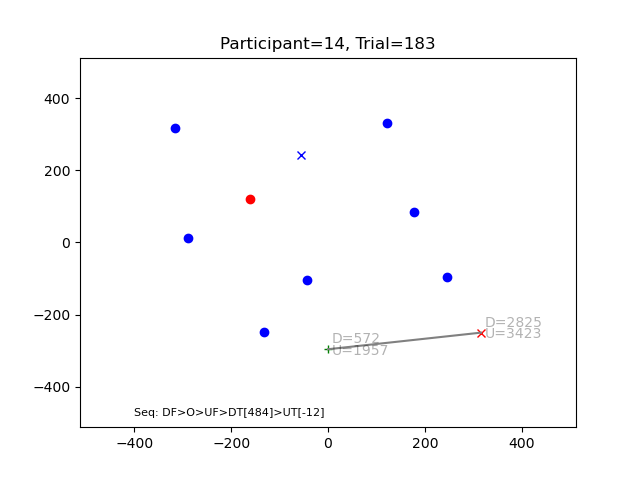 Participant=14, Trial=183
400
200
0
−200
−400
D=2825
U=3423
D=572
U=1957
Seq: DF>O>UF>DT[484]>UT[-12]
−400 −200 0 200 400